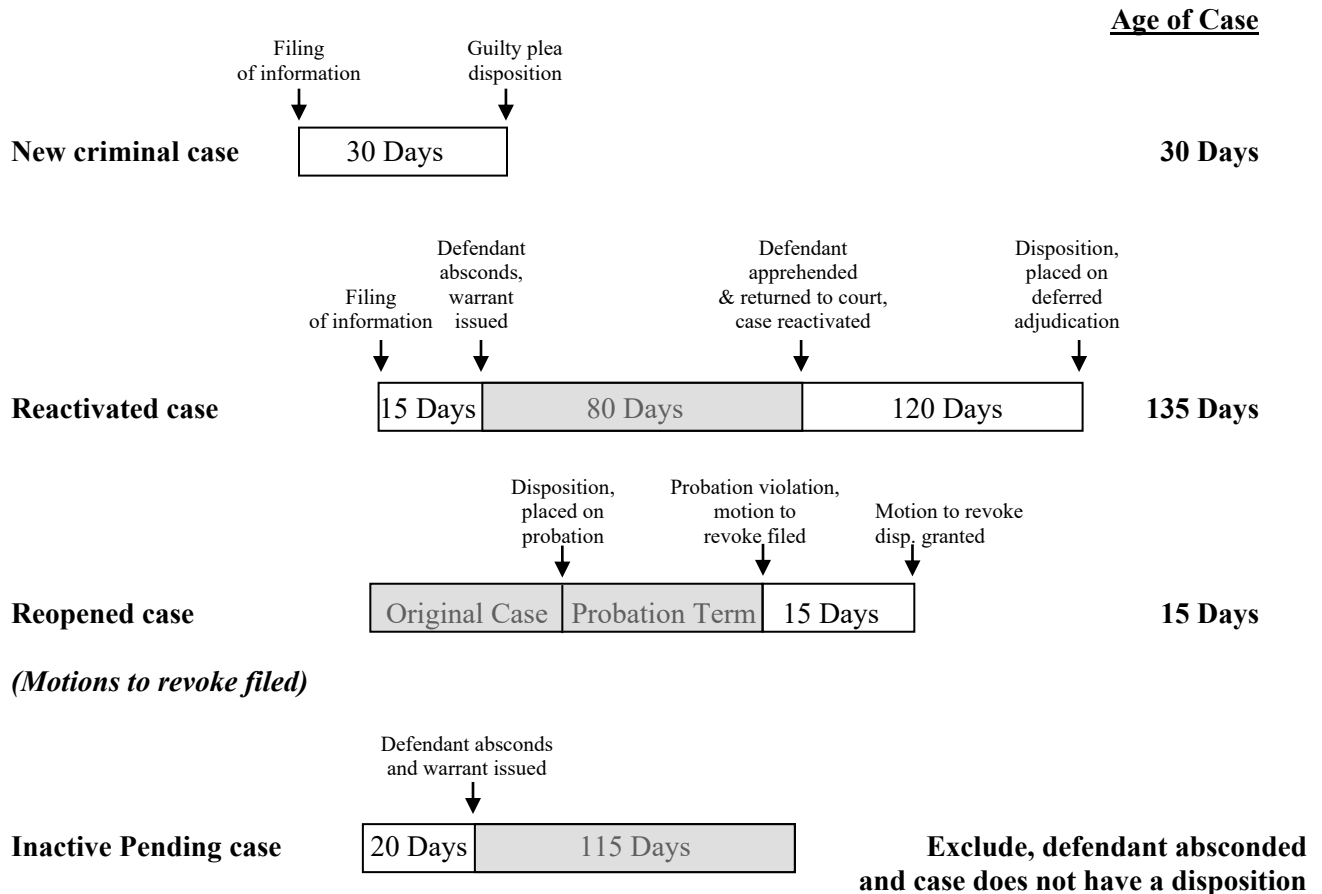 Age of Case
Filing
of information
Guilty plea
disposition
New criminal case
30 Days
30 Days
Filing
of information
Defendant
absconds,
warrant
issued
Defendant
apprehended
& returned to court,
case reactivated
Disposition,
placed on
deferred
adjudication
Reactivated case
15 Days
80 Days
120 Days
135 Days
Disposition,
placed on
probation
Probation violation,
motion to
revoke filed
Motion to revoke
disp. granted
Reopened case
Original Case
Probation Term
15 Days
15 Days
(Motions to revoke filed)
Defendant absconds
and warrant issued
Inactive Pending case
20 Days
115 Days
Exclude, defendant absconded
and case does not have a disposition